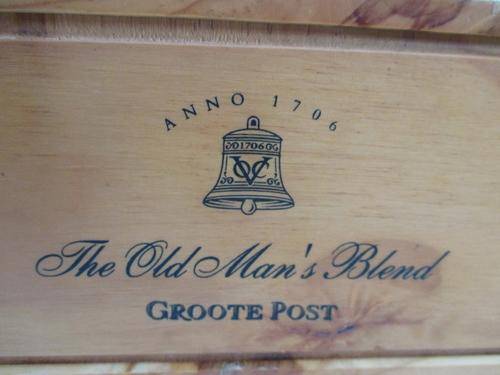 ANNO 1706
1706
VOC
The Old Man's Blend
GROOTE POST